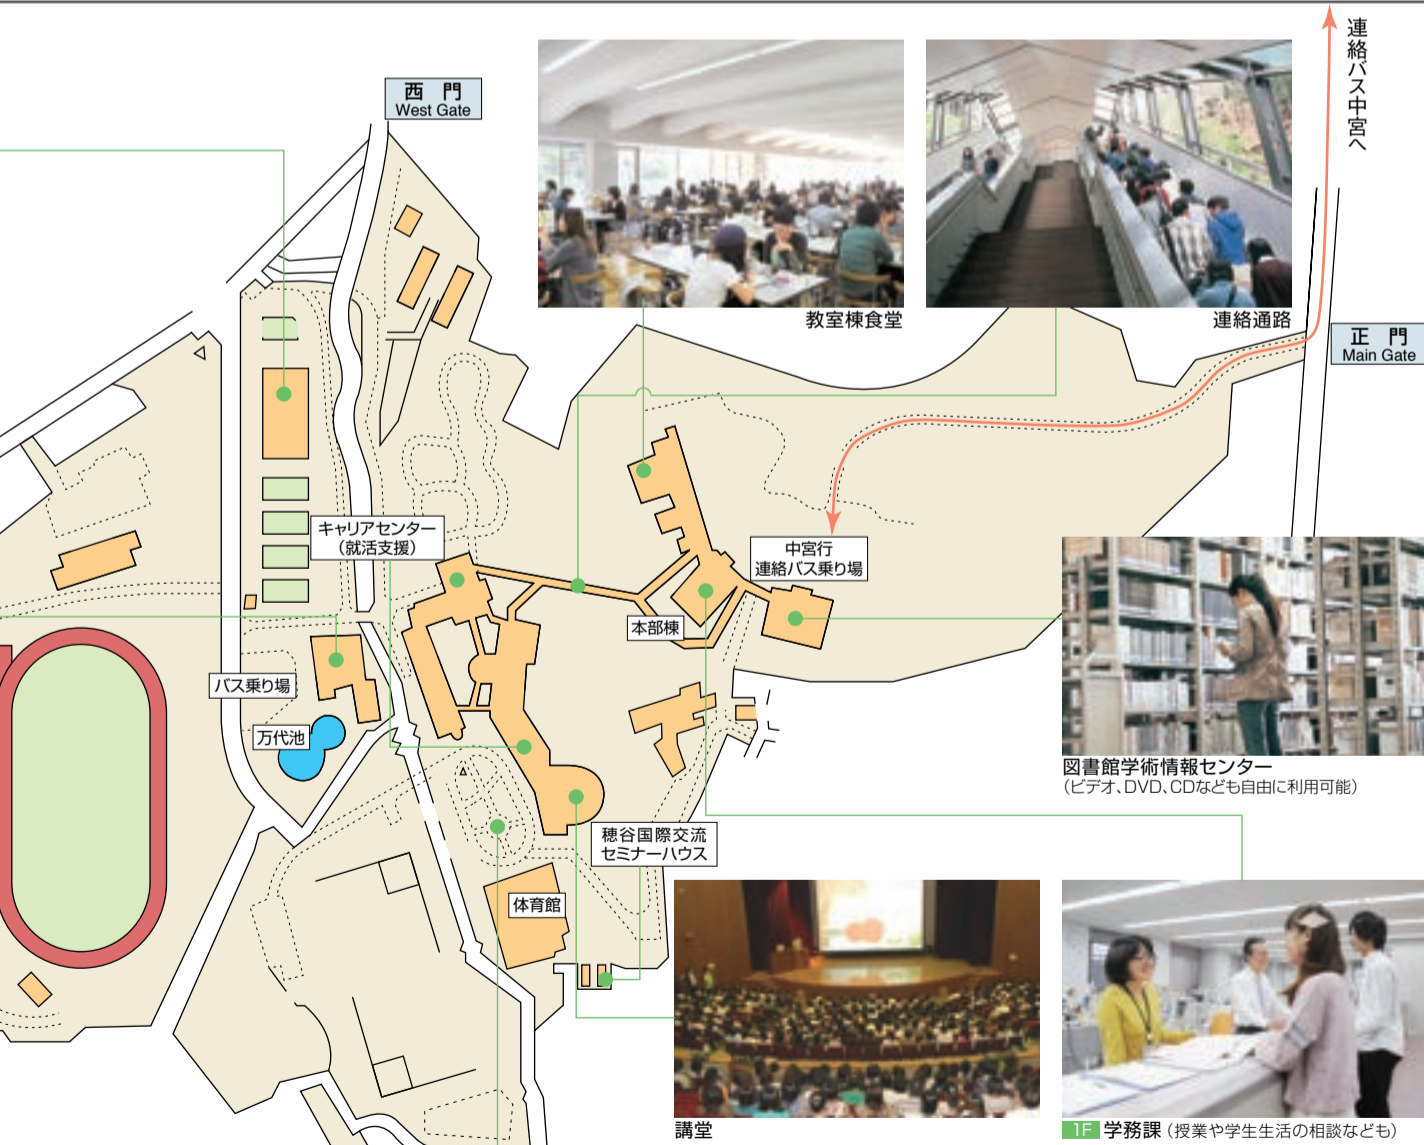 連絡バス中宮へ
西 門
West Gate
教室棟食堂
連絡通路
正 門
Main Gate
キャリアセンター
（就活支援）
中宮行
連絡バス乗り場
本部棟
バス乗り場
万代池
図書館学術情報センター
（ビデオ、DVD、CDなども自由に利用可能）
穂谷国際交流
セミナーハウス
体育館
講堂
1F 学務課（授業や学生生活の相談なども）